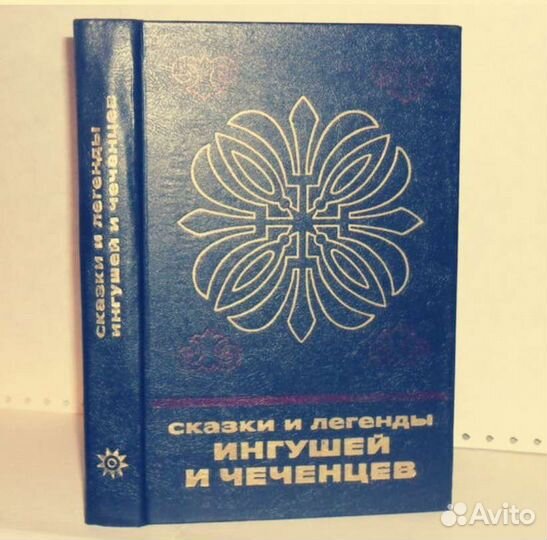 сказки и легенды
ингушей и чеченцев
сказки и легенды
ИНГУШЕЙ
И ЧЕЧЕНЦЕВ
Avito